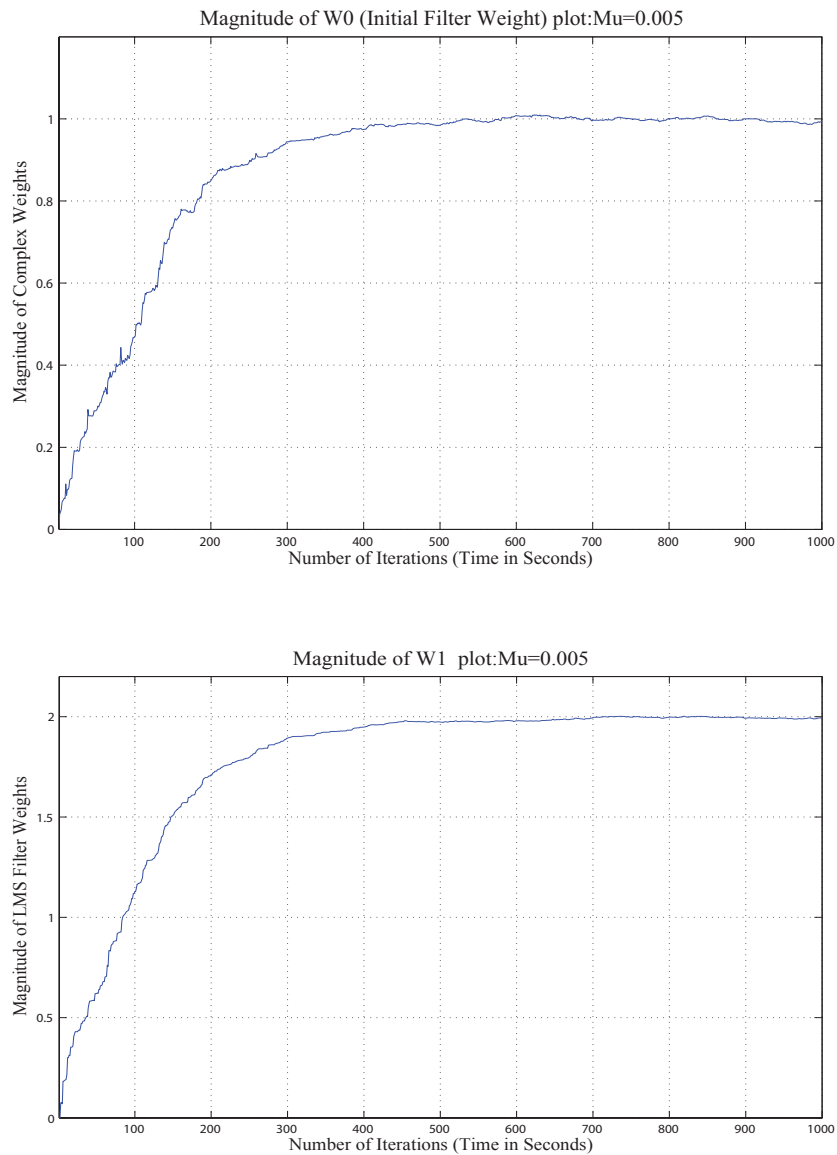 Magnitude of W0 (Initial Filter Weight) plot:Mu=0.005
Magnitude of Complex Weights
1
0.8
0.6
0.4
0.2
0
100 200 300 400 500 600 700 800 900 1000
Number of Iterations (Time in Seconds)
Magnitude of W1 plot:Mu=0.005
Magnitude of LMS Filter Weights
2
1.5
1
0.5
0
100 200 300 400 500 600 700 800 900 1000
Number of Iterations (Time in Seconds)